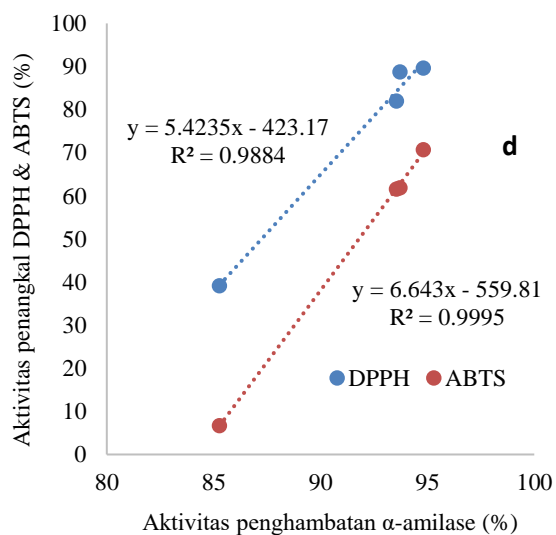 Aktivitas penangkal DPPH & ABTS (%)
100
90
80
70
60
50
40
30
20
10
0
y = 5.4235x - 423.17
R² = 0.9884
d
y = 6.643x - 559.81
R² = 0.9995
DPPH ABTS
80 85 90 95 100
Aktivitas penghambatan α-amilase (%)